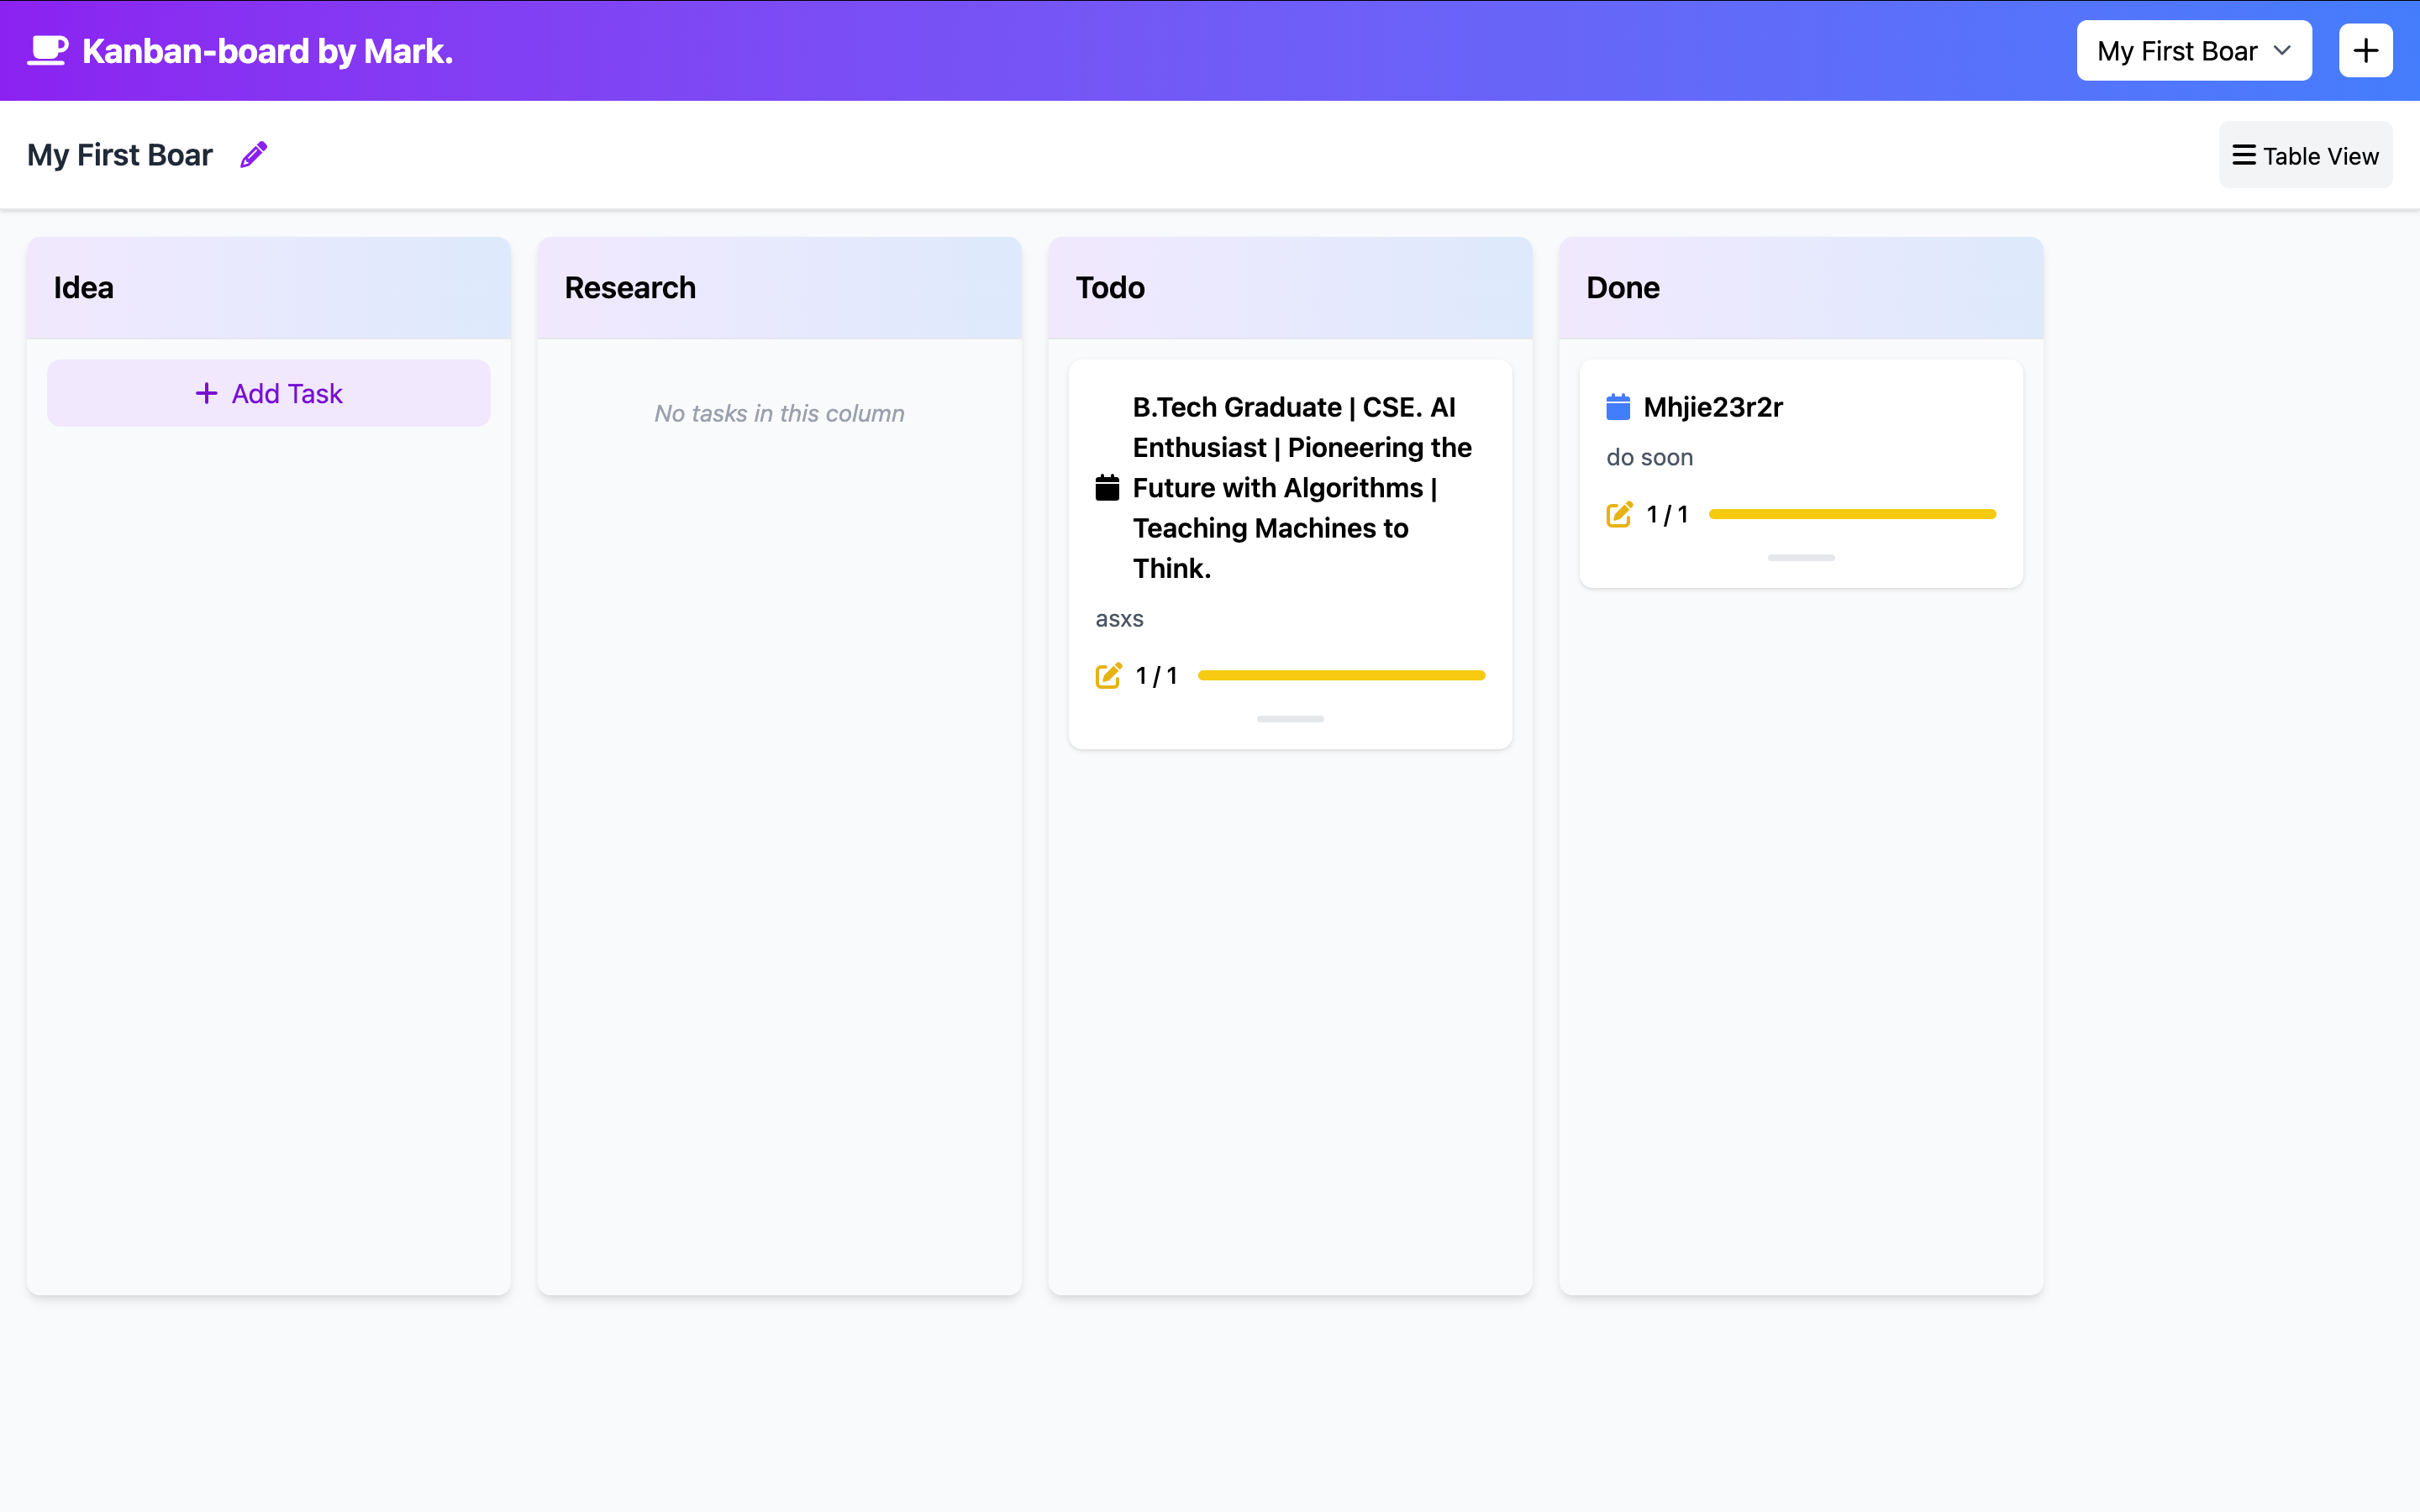 Kanban-board by Mark.
My First Boar
My First Boar
Table View
Idea
Research
Todo
Done
Add Task
No tasks in this column
B.Tech Graduate | CSE. AI
Enthusiast | Pioneering the
Future with Algorithms |
Teaching Machines to
Think.
asxs
1 / 1
Mhjie23r2r
do soon
1 / 1